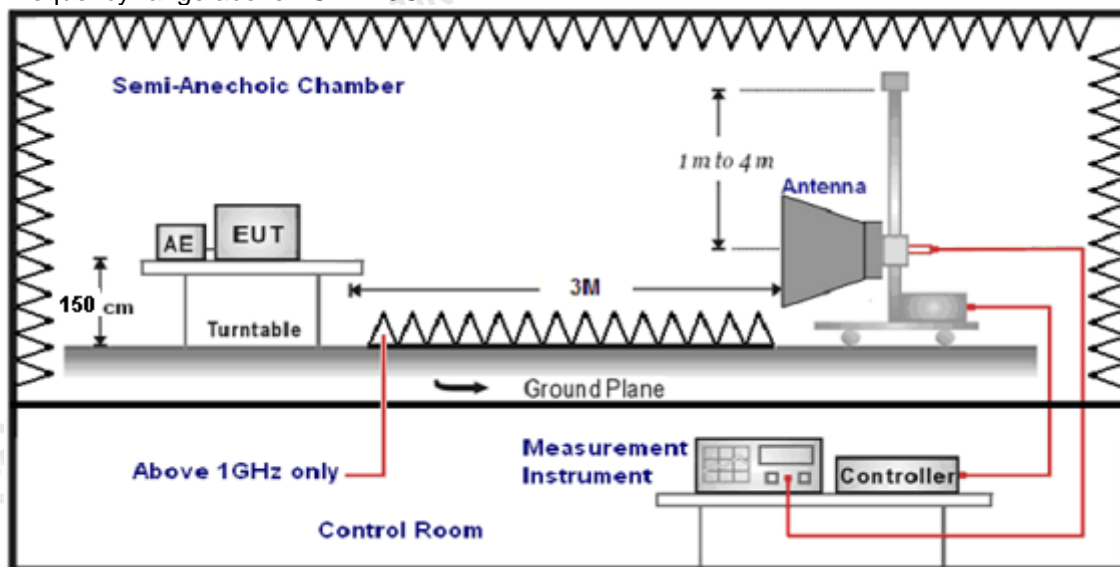 Semi-Anechoic Chamber
1 m to 4 m
Antenna
AE
EUT
150 cm
3M
Turntable
Ground Plane
Above 1GHz only
Measurement
Instrument
Controller
Control Room